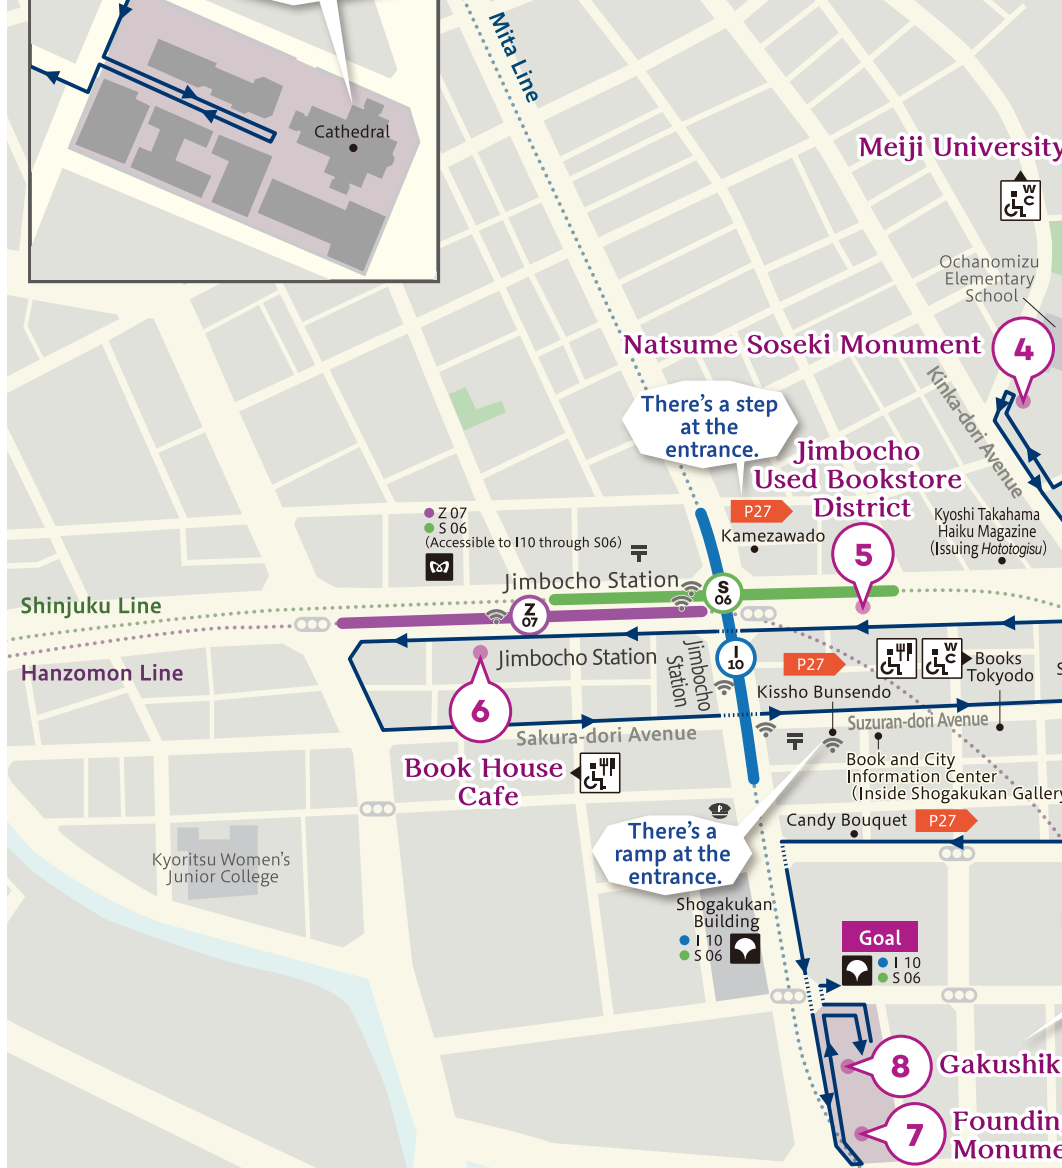 Cathedral
Mita Line
Meiji University
WC
Ochanomizu
Elementary
School
Natsume Soseki Monument
4
Kinka-dori Avenue
There's a step
at the
entrance.
Jimbocho
Used Bookstore
District
P27
Kamezawado
5
Kyoshi Takahama
Haiku Magazine
(Issuing Hototogisu)
Z 07
S 06
(Accessible to I10 through S06)
〒
Jimbocho Station
S
06
Shinjuku Line
Z
07
Hanzomon Line
Jimbocho Station
Jimbocho
Station
I
10
P27
WC
Books
Tokyodo
Kissho Bunsendo
6
Suzuran-dori Avenue
Sakura-dori Avenue
〒
Book House
Cafe
Book and City
Information Center
(Inside Shogakukan Gallery
P
Candy Bouquet
P27
There's a
ramp at the
entrance.
Kyoritsu Women's
Junior College
Shogakukan
Building
I 10
S 06
Goal
I 10
S 06
8
Gakushik
7
Foundin
Monume